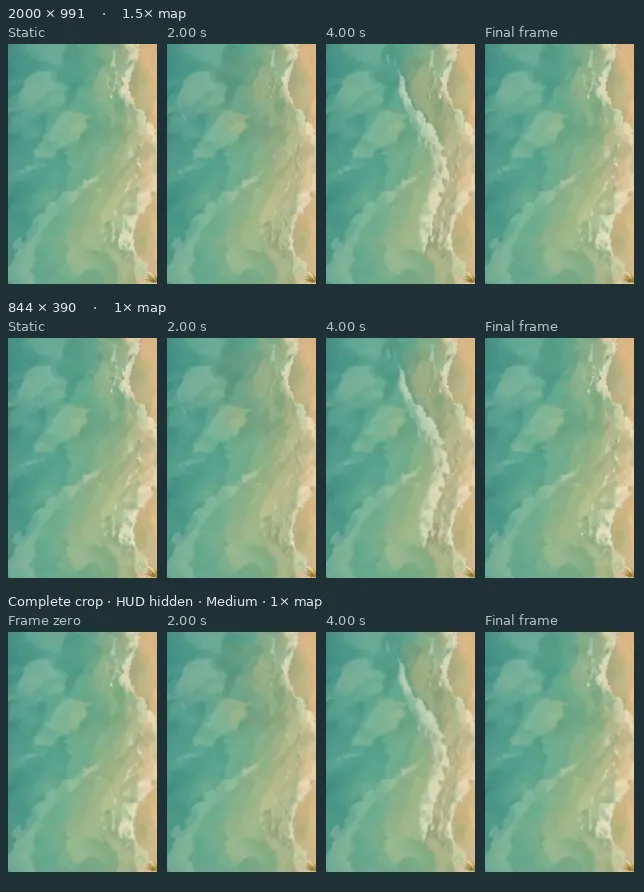 2000 × 991 · 1.5× map
Static 2.00 s 4.00 s Final frame
844 × 390 · 1× map
Static 2.00 s 4.00 s Final frame
Complete crop · HUD hidden · Medium · 1× map
Frame zero 2.00 s 4.00 s Final frame